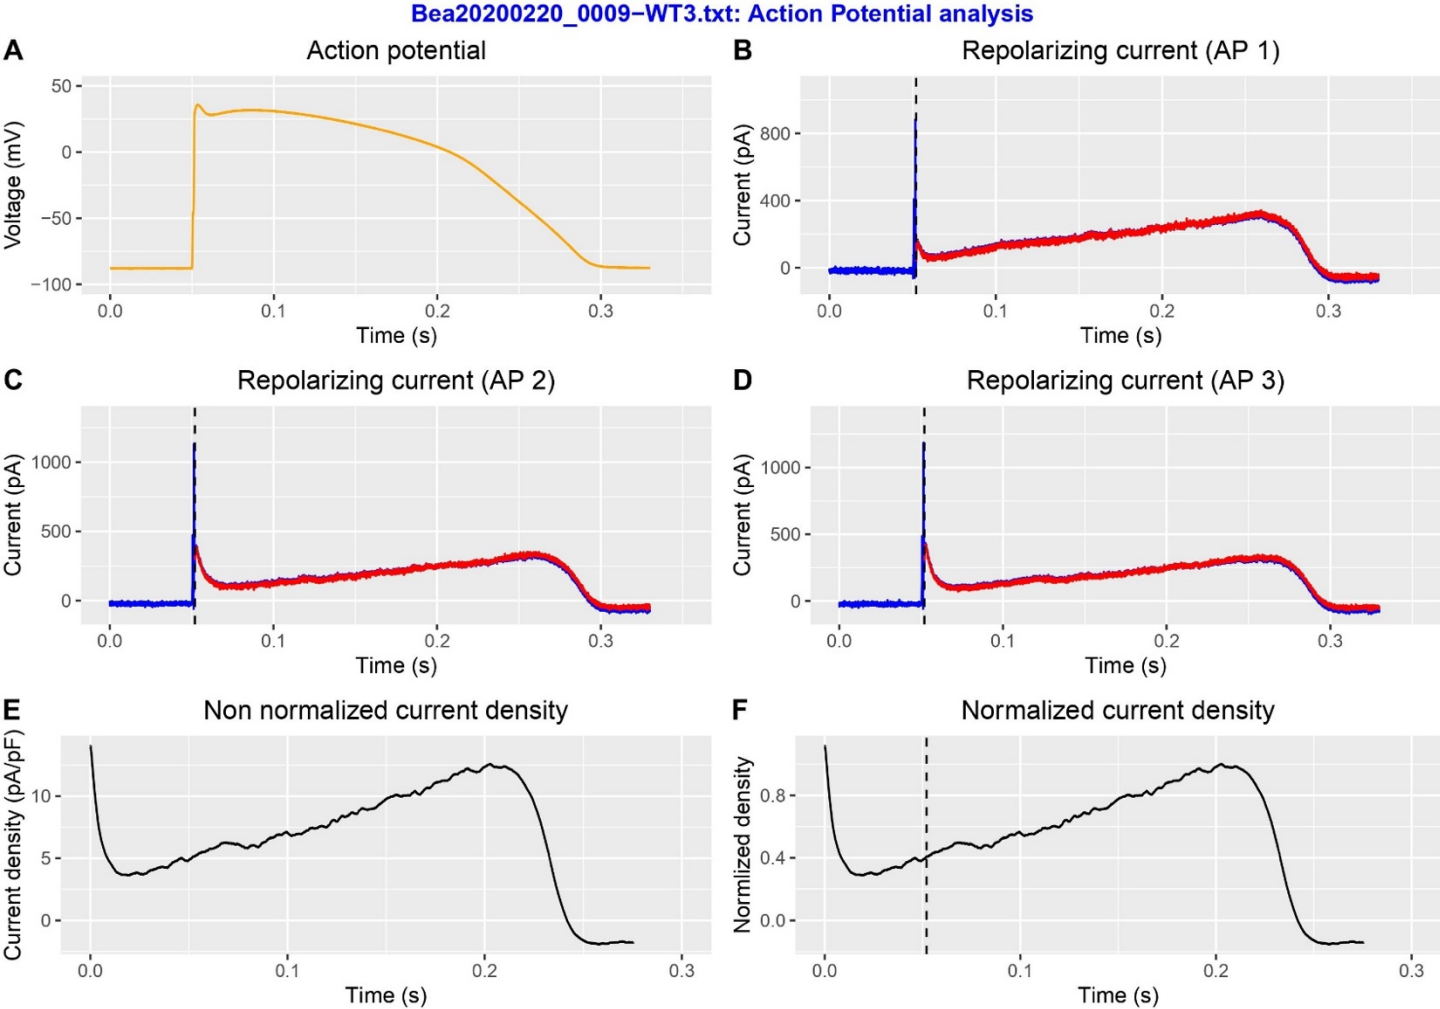 Bea20200220_0009−WT3.txt: Action Potential analysis
A
Action potential
Voltage (mV)
50
0
−50
−100
0.0 0.1 0.2 0.3
Time (s)
B
Repolarizing current (AP 1)
Current (pA)
800
400
0
0.0 0.1 0.2 0.3
Time (s)
C
Repolarizing current (AP 2)
Current (pA)
1000
500
0
0.0 0.1 0.2 0.3
Time (s)
D
Repolarizing current (AP 3)
Current (pA)
1000
500
0
0.0 0.1 0.2 0.3
Time (s)
E
Non normalized current density
Current density (pA/pF)
10
5
0
0.0 0.1 0.2 0.3
Time (s)
F
Normalized current density
Normlized density
0.8
0.4
0.0
0.0 0.1 0.2 0.3
Time (s)